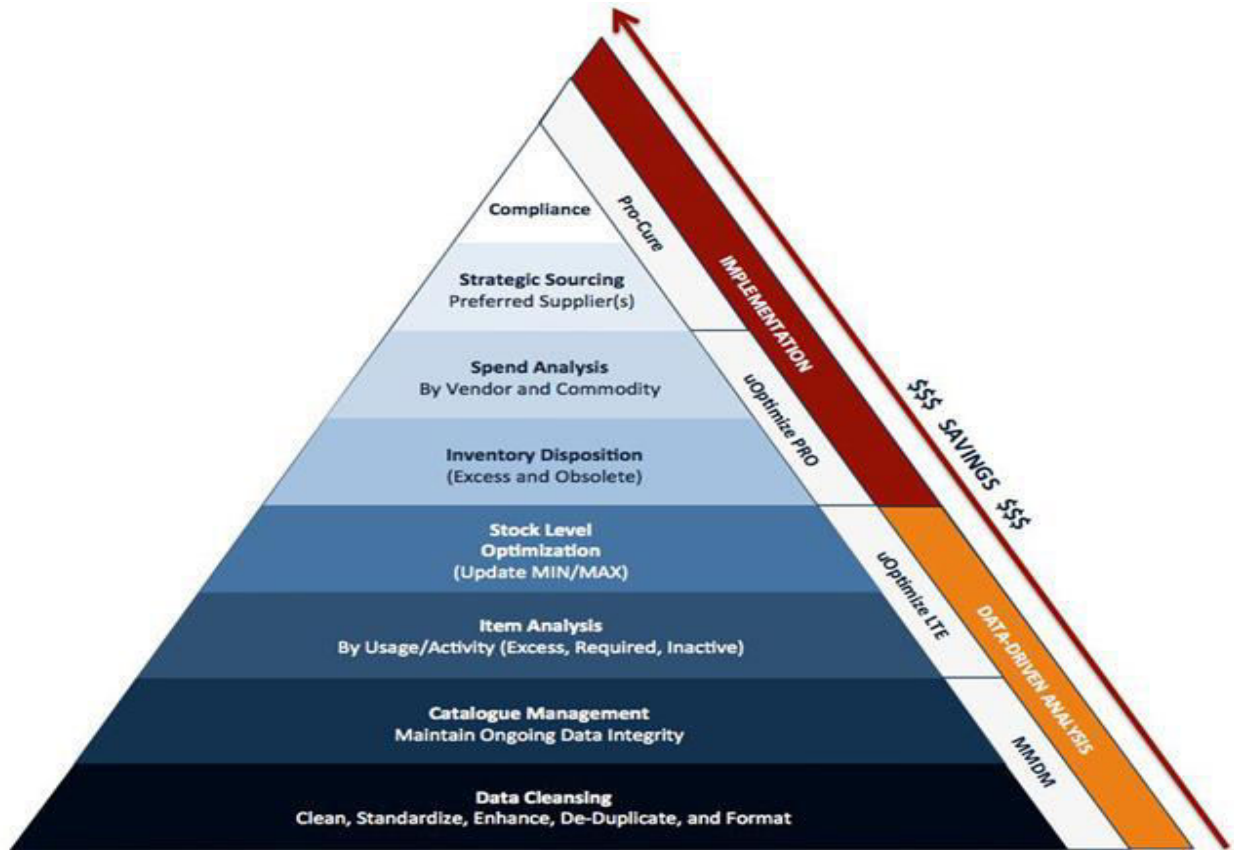 Compliance
Strategic Sourcing
Preferred Supplier(s)
Spend Analysis
By Vendor and Commodity
Inventory Disposition
(Excess and Obsolete)
Stock Level
Optimization
(Update MIN/MAX)
Item Analysis
By Usage/Activity (Excess, Required, Inactive)
Catalogue Management
Maintain Ongoing Data Integrity
Data Cleansing
Clean, Standardize, Enhance, De-Duplicate, and Format
Pro-Cure
uOptimize PRO
uOptimize LTE
MMDM
IMPLEMENTATION
DATA-DRIVEN ANALYSIS
$$$ SAVINGS $$$